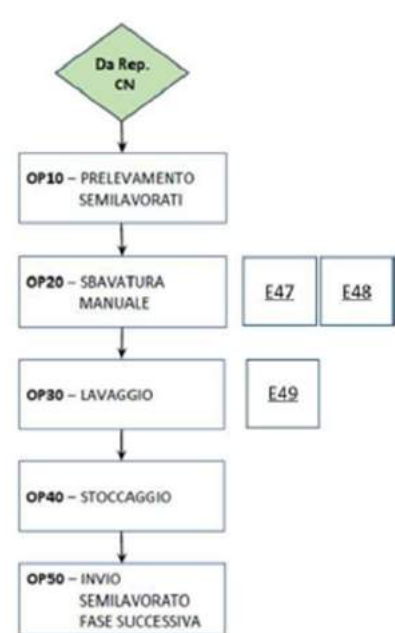 Da Rep.
CN
OP10 – PRELEVAMENTO
SEMILAVORATI
OP20 – SBAVATURA
MANUALE
E47
E48
OP30 – LAVAGGIO
E49
OP40 – STOCCAGGIO
OP50 – INVIO
SEMILAVORATO
FASE SUCCESSIVA